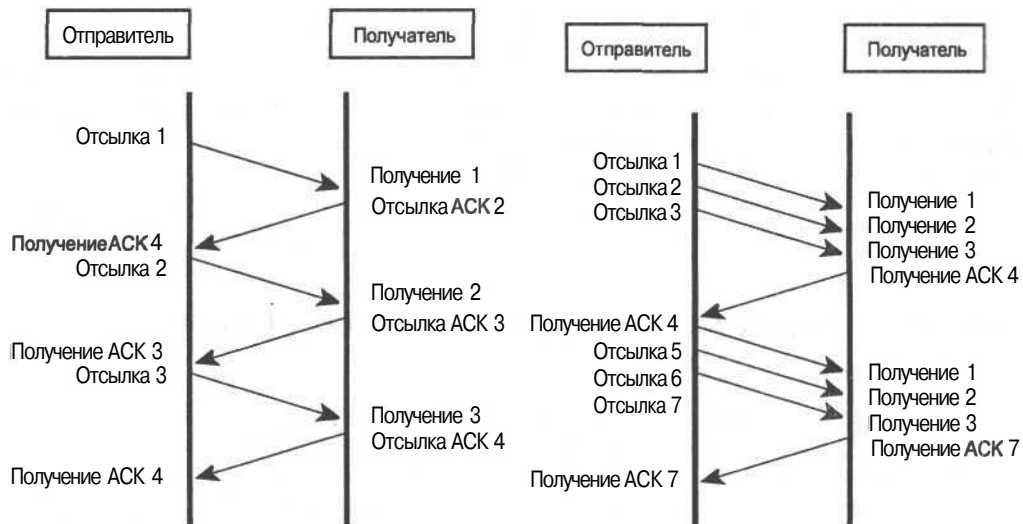 Отправитель
Получатель
Отсылка 1
Получение 1
Отсылка АСК 2
Получение АСК 4
Отсылка 2
Получение 2
Отсылка АСК 3
Получение АСК 3
Отсылка 3
Получение 3
Отсылка АСК 4
Получение АСК 4
Отправитель
Получатель
Отсылка 1
Отсылка 2
Отсылка 3
Получение 1
Получение 2
Получение 3
Получение АСК 4
Получение АСК 4
Отсылка 5
Отсылка 6
Отсылка 7
Получение 1
Получение 2
Получение 3
Получение АСК 7
Получение АСК 7